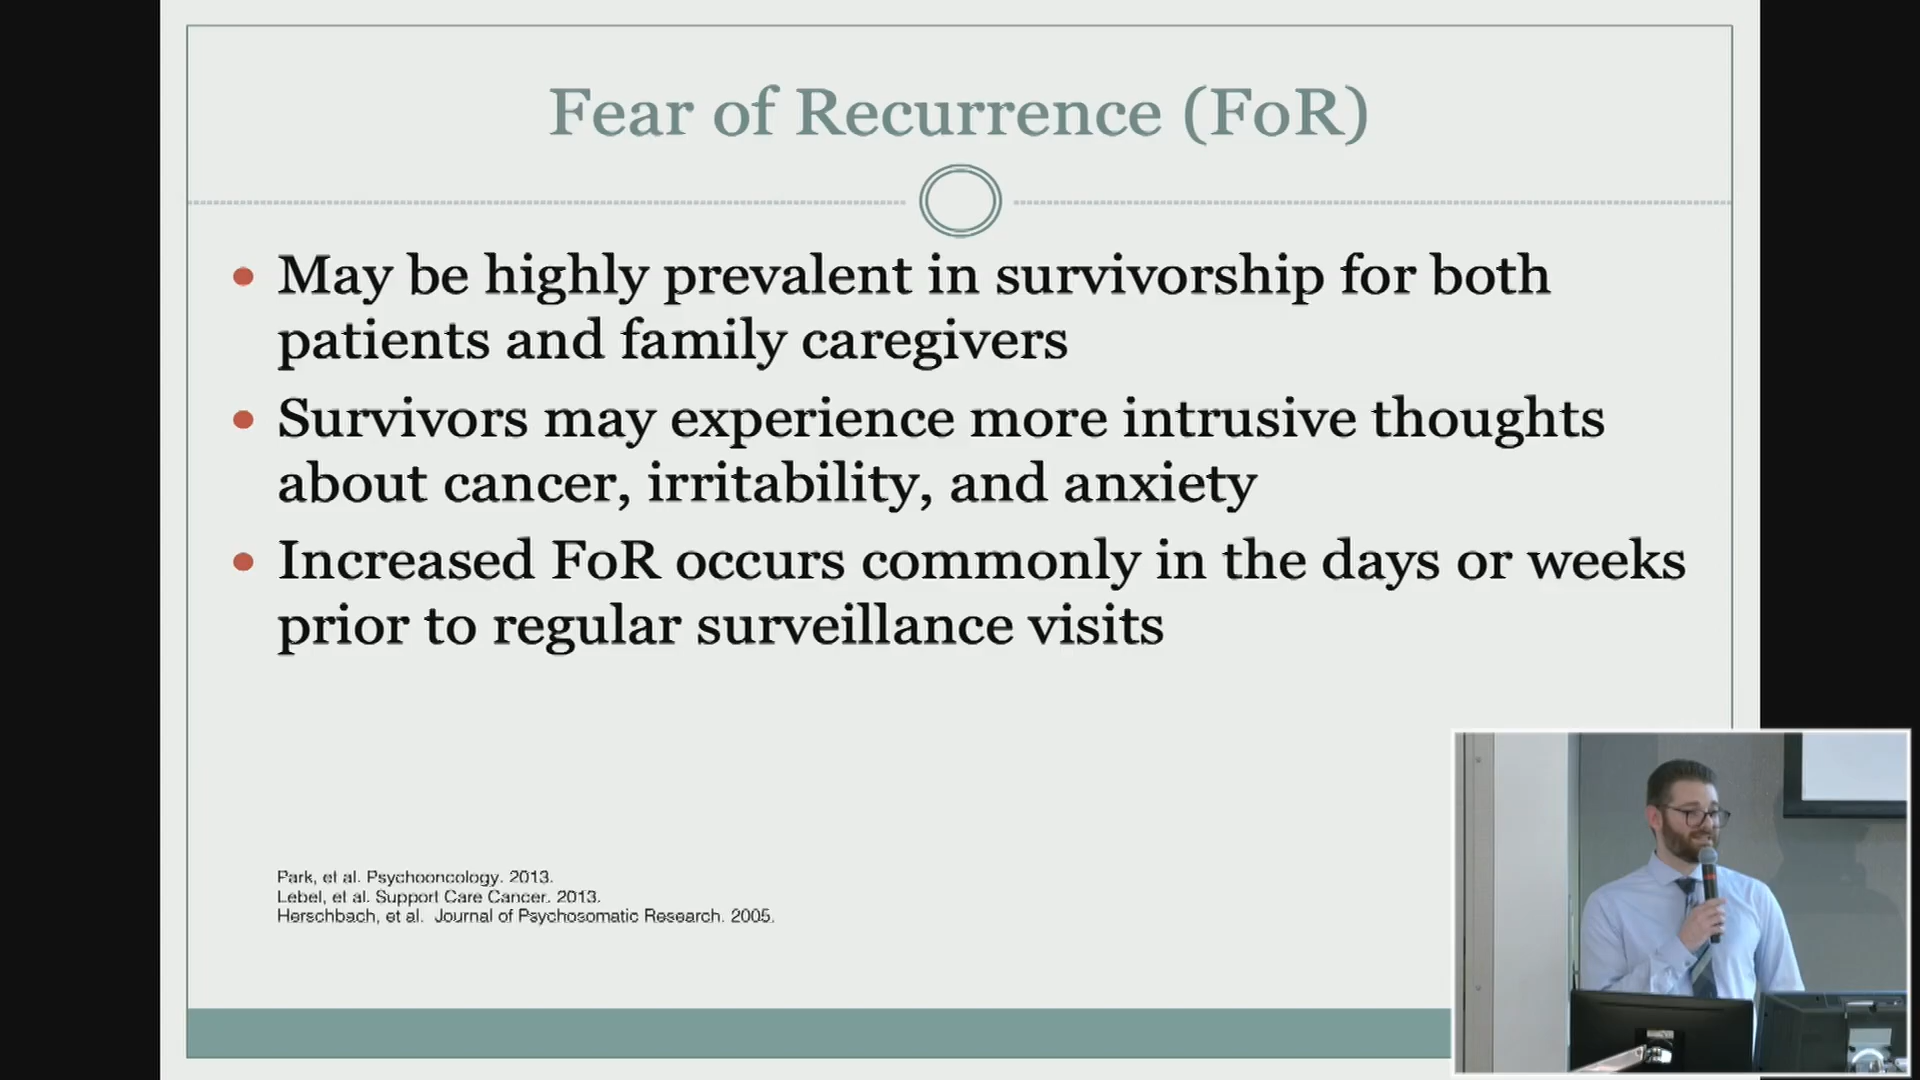 Fear of Recurrence (FoR)
May be highly prevalent in survivorship for both
patients and family caregivers
Survivors may experience more intrusive thoughts
about cancer, irritability, and anxiety
Increased FoR occurs commonly in the days or weeks
prior to regular surveillance visits
Park, et al. Psychooncology. 2013.
Lebel, et al. Support Care Cancer. 2013.
Herschbach, et al. Journal of Psychosomatic Research. 2005.